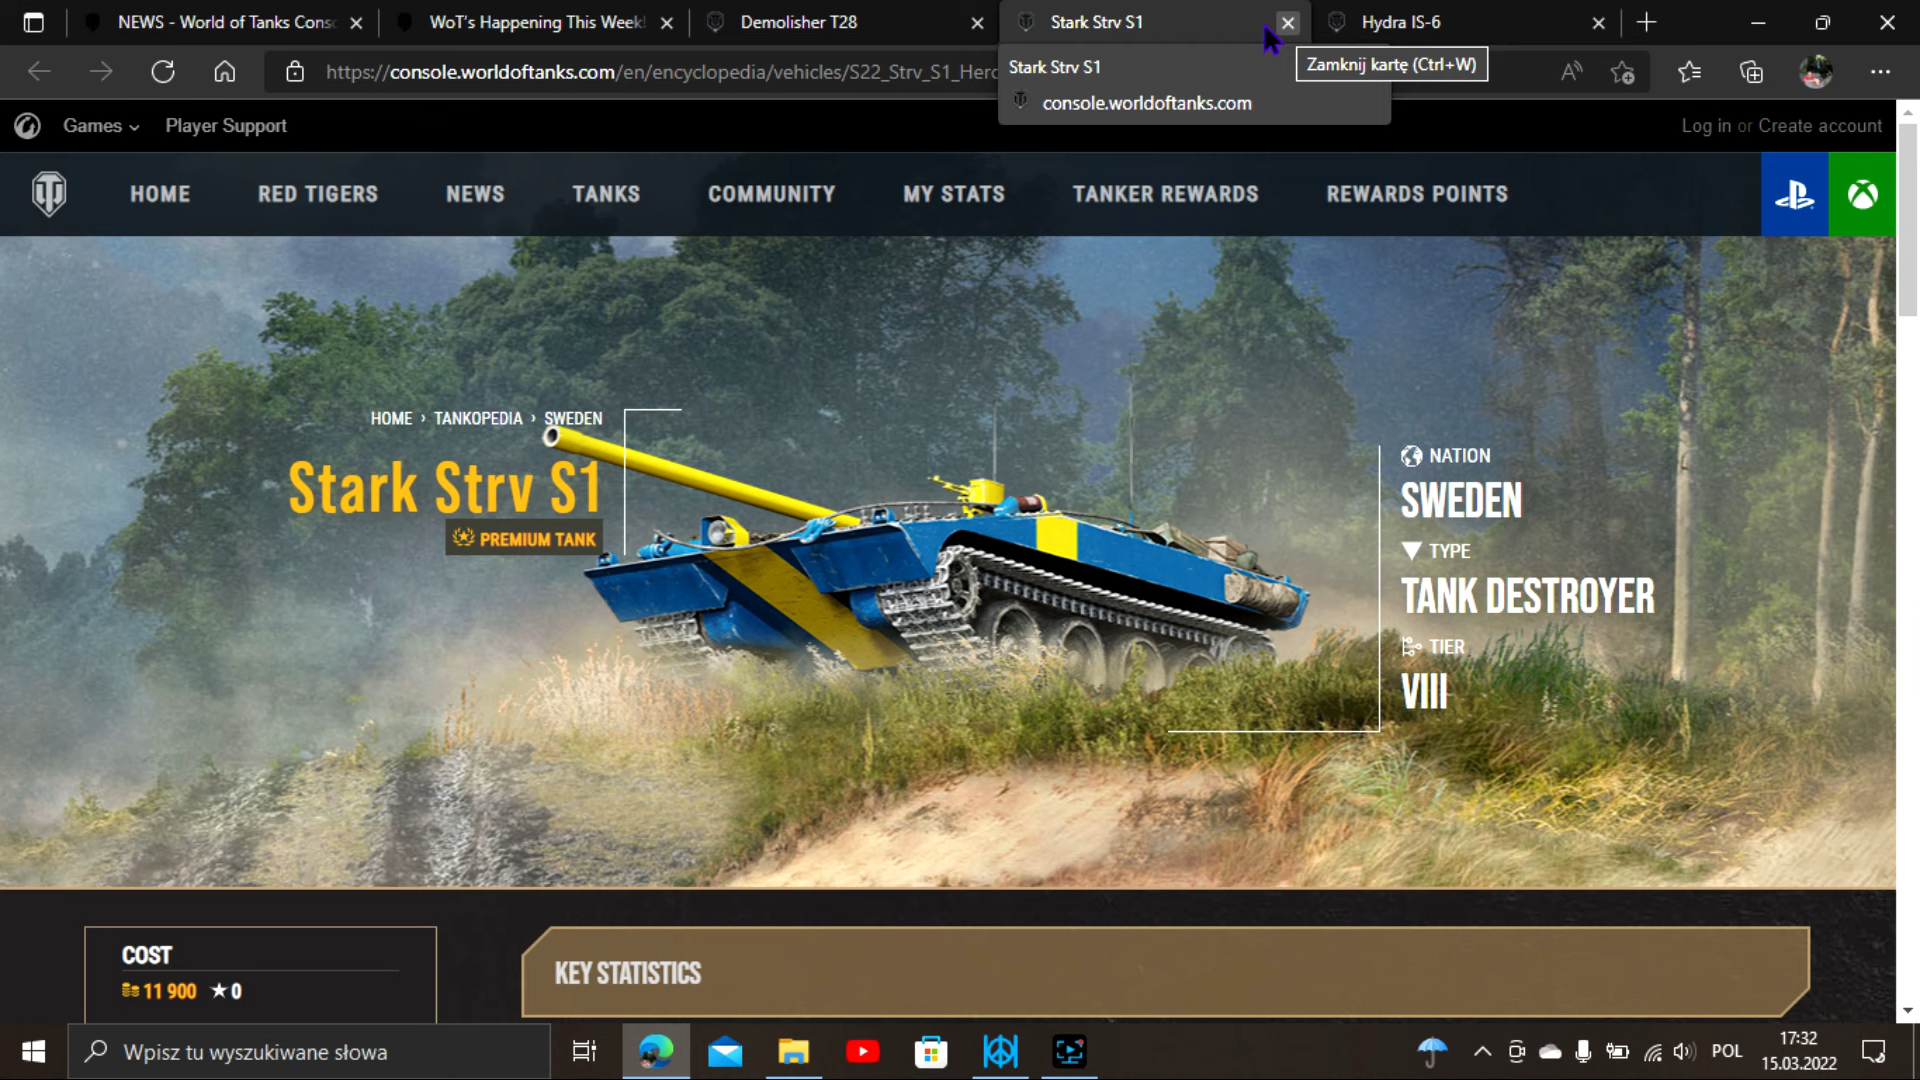 NEWS - World of Tanks Cons
WoT's Happening This Week!
Demolisher T28
Stark Strv S1
Hydra IS-6
https://console.worldoftanks.com/en/encyclopedia/vehicles/S22_Strv_S1_Hero
Stark Strv S1
console.worldoftanks.com
Zamknij kartę (Ctrl+W)
Games
Player Support
Log in or Create account
HOME
RED TIGERS
NEWS
TANKS
COMMUNITY
MY STATS
TANKER REWARDS
REWARDS POINTS
HOME › TANKOPEDIA › SWEDEN
Stark Strv S1
PREMIUM TANK
NATION
SWEDEN
TYPE
TANK DESTROYER
TIER
VIII
COST
11 900 ★ 0
KEY STATISTICS
Wpisz tu wyszukiwane słowa
POL
17:32
15.03.2022